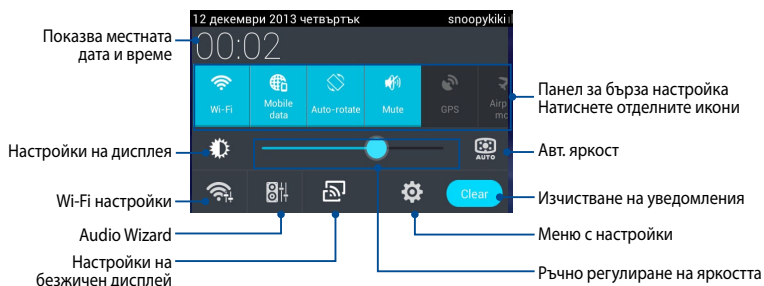 12 декември 2013 четвъртък
snoopykiki
Показва местната
дата и време
00:02
Wi-Fi
Mobile
data
Auto-rotate
Mute
GPS
Airp
mo
Панел за бърза настройка
Натиснете отделните икони
Настройки на дисплея
AUTO
Авт. яркост
Wi-Fi настройки
Clear
Изчистване на уведомления
Audio Wizard
Меню с настройки
Настройки на
безжичен дисплей
Ръчно регулиране на яркостта